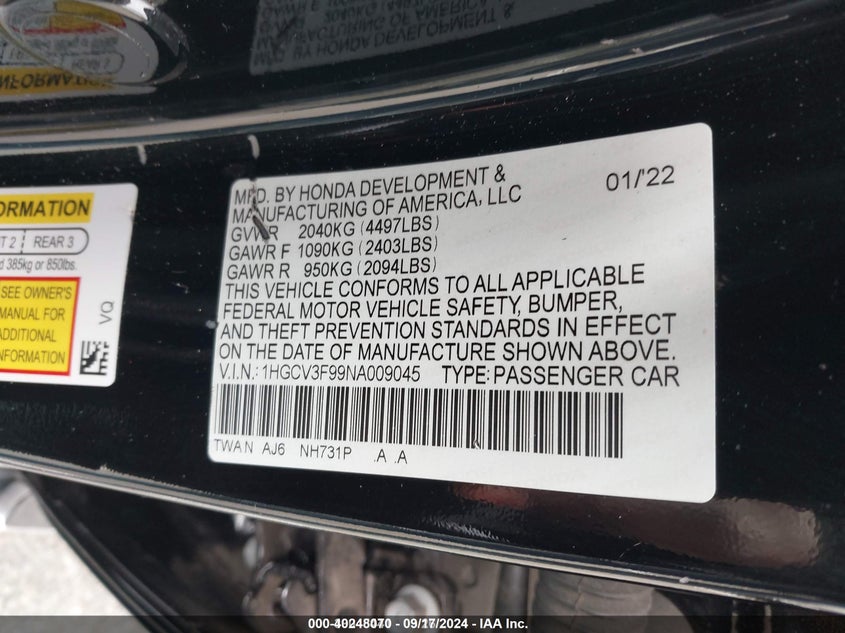 ORMATION
T 2 | REAR 3
d 385kg or 850lbs.
SEE OWNER'S
MANUAL FOR
ADDITIONAL
INFORMATION
VQ
MFD. BY HONDA DEVELOPMENT &
MANUFACTURING OF AMERICA, LLC
01/'22
GVWR 2040KG (4497LBS)
GAWR F 1090KG (2403LBS)
GAWR R 950KG (2094LBS)
THIS VEHICLE CONFORMS TO ALL APPLICABLE
FEDERAL MOTOR VEHICLE SAFETY, BUMPER,
AND THEFT PREVENTION STANDARDS IN EFFECT
ON THE DATE OF MANUFACTURE SHOWN ABOVE.
V.I.N.: 1HGCV3F99NA009045 TYPE: PASSENGER CAR
TWA N AJ6 NH731P .A .A
000-40248070 - 09/17/2024 - IAA Inc.